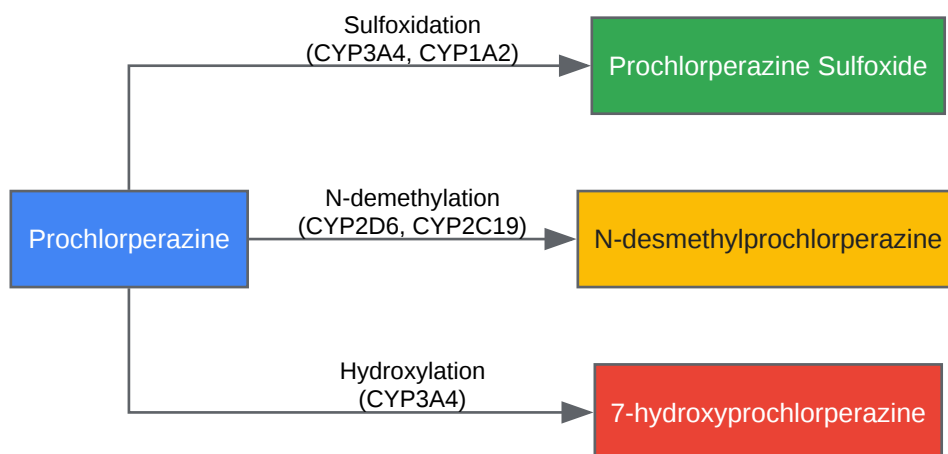 Sulfoxidation
(CYP3A4, CYP1A2)
Prochlorperazine Sulfoxide
N-demethylation
(CYP2D6, CYP2C19)
Prochlorperazine
N-desmethylprochlorperazine
Hydroxylation
(CYP3A4)
7-hydroxyprochlorperazine